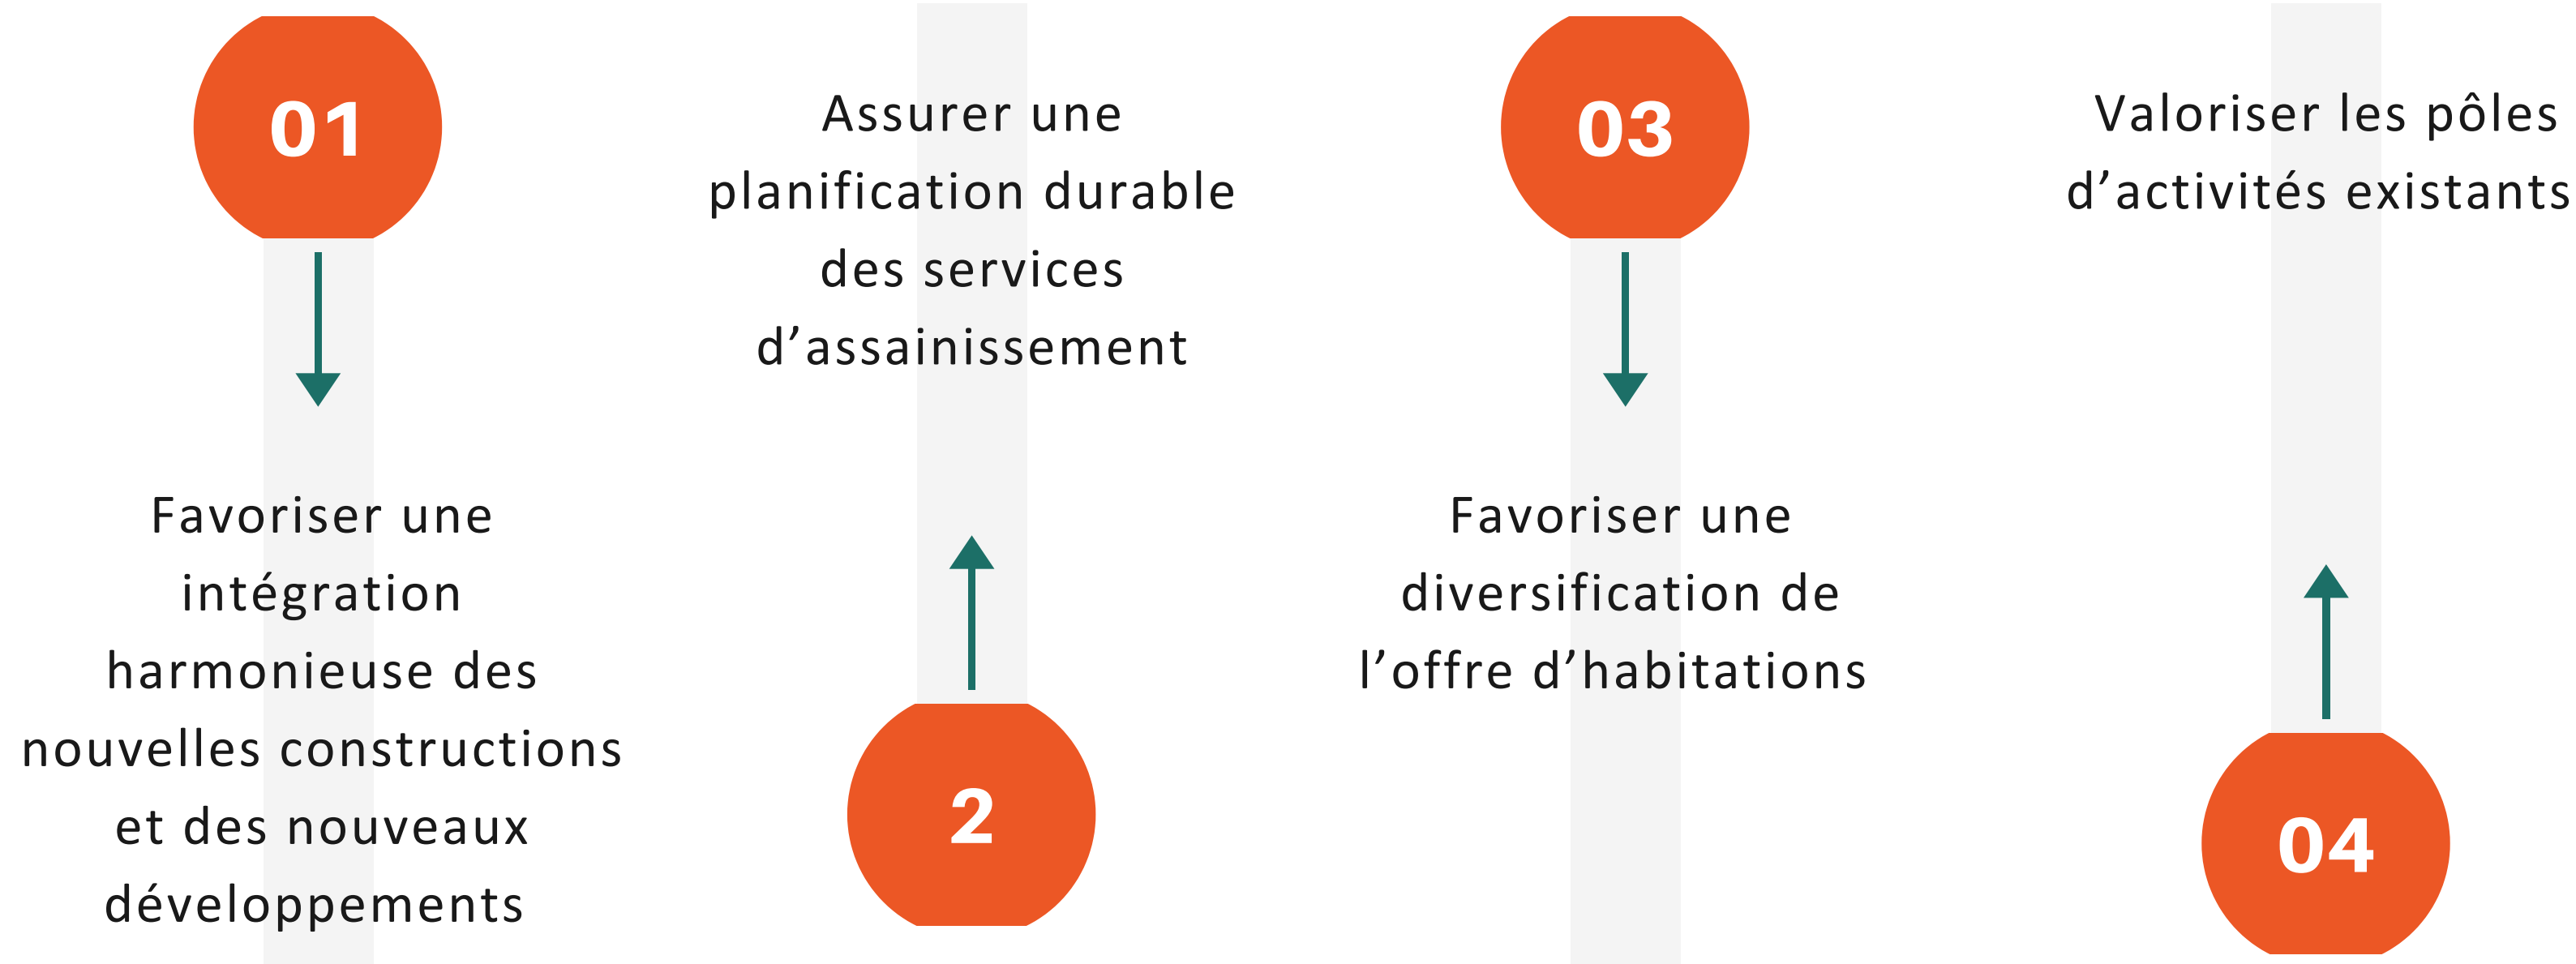 01
Favoriser une
intégration
harmonieuse des
nouvelles constructions
et des nouveaux
développements
Assurer une
planification durable
des services
d’assainissement
2
03
Favoriser une
diversification de
l’offre d’habitations
Valoriser les pôles
d’activités existants
04